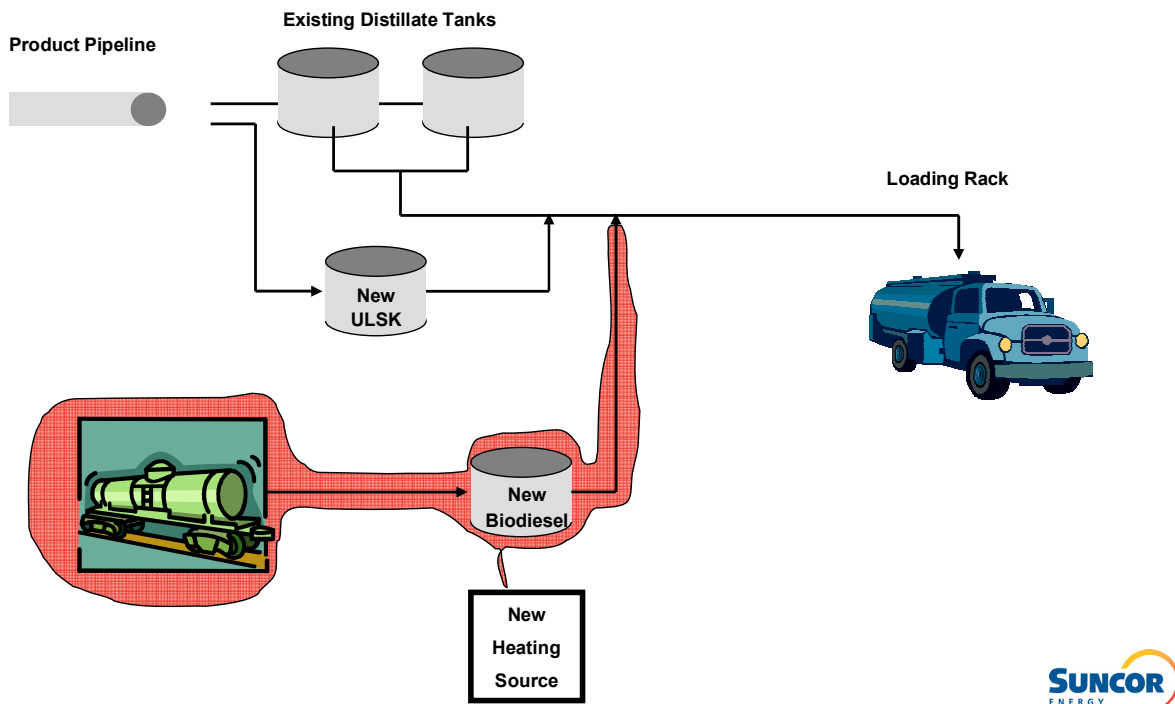 Existing Distillate Tanks
Product Pipeline
Loading Rack
New
ULSK
New
Biodiesel
New
Heating
Source
SUNCOR
ENERGY